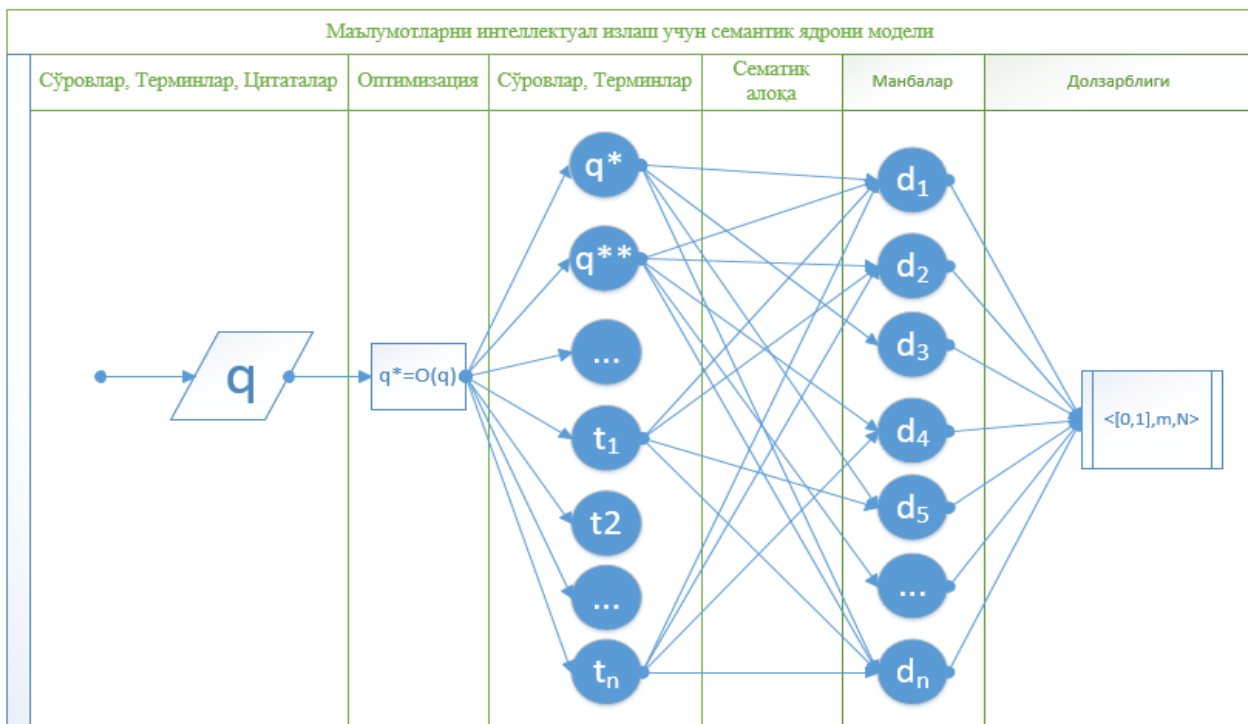 Маълумотларни интеллектуал излаш учун семантик ядрони модели
Сўровлар, Терминлар, Цитаталар
Оптимизация
Сўровлар, Терминлар
Сематик
алоқа
Манбалар
Долзарблиги
q
q*=O(q)
q*
q**
...
t₁
t2
...
tₙ
d₁
d₂
d₃
d₄
d₅
...
dₙ
<[0,1],m,N>